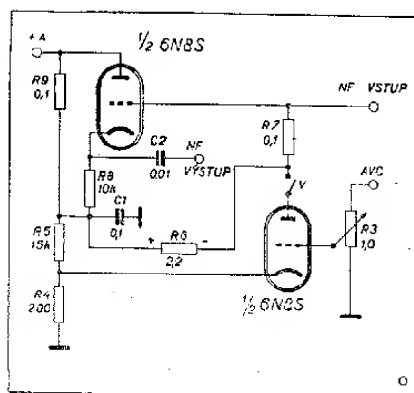 +A
½ 6N8S
R9
0,1
NF VSTUP
R7
0,1
C2
0,01
NF
VÝSTUP
AVC
V
R8
10k
C1
0,1
R5
15k
+ R6 -
2,2
R3
1,0
R4
200
½ 6N8S